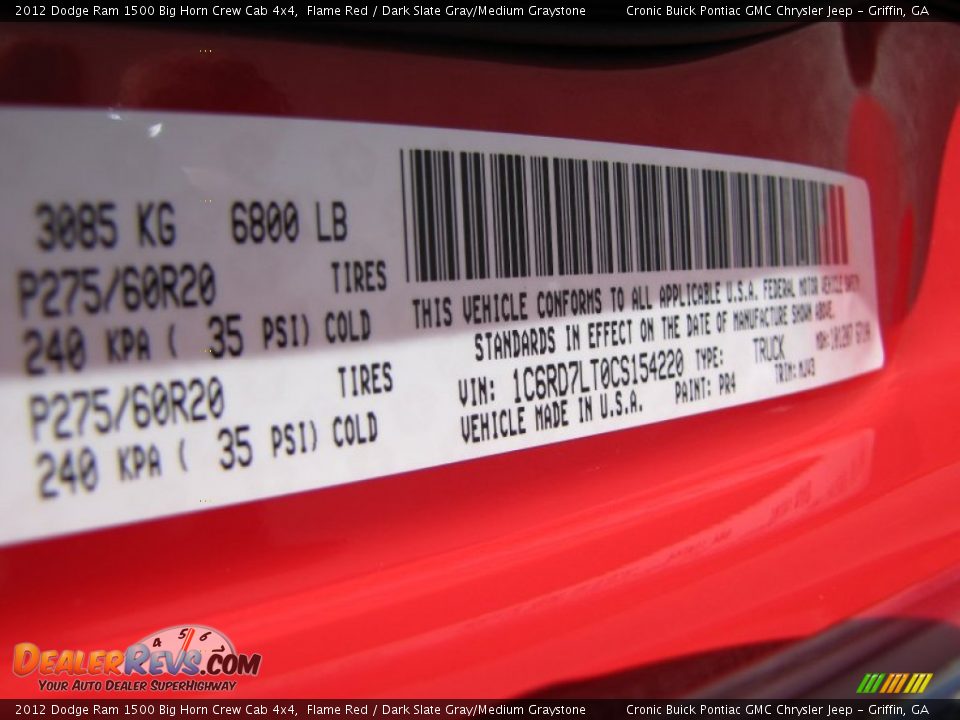 2012 Dodge Ram 1500 Big Horn Crew Cab 4x4, Flame Red / Dark Slate Gray/Medium Graystone Cronic Buick Pontiac GMC Chrysler Jeep - Griffin, GA
3085 KG 6800 LB
P275/60R20 TIRES
240 KPA ( 35 PSI) COLD
P275/60R20 TIRES
240 KPA ( 35 PSI) COLD
THIS VEHICLE CONFORMS TO ALL APPLICABLE U.S.A. FEDERAL MOTOR VEHICLE SAFETY
STANDARDS IN EFFECT ON THE DATE OF MANUFACTURE SHOWN ABOVE.
VIN: 1C6RD7LT0CS154220 TYPE: TRUCK
VEHICLE MADE IN U.S.A. PAINT: PR4 TRIM:
4 5 6
DealerRevs.com
Your Auto Dealer SuperHighway
2012 Dodge Ram 1500 Big Horn Crew Cab 4x4, Flame Red / Dark Slate Gray/Medium Graystone Cronic Buick Pontiac GMC Chrysler Jeep - Griffin, GA